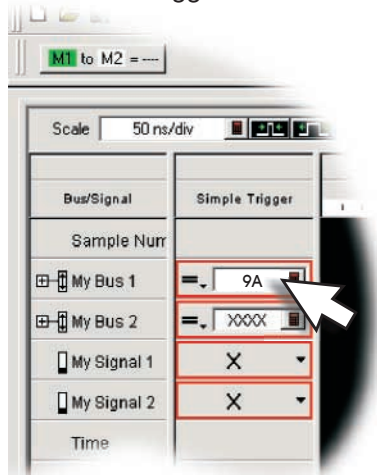 M1 to M2 = ----
Scale 50 ns/div
Bus/Signal Simple Trigger
Sample Num
My Bus 1 = 9A
My Bus 2 = XXXX
My Signal 1 X
My Signal 2 X
Time